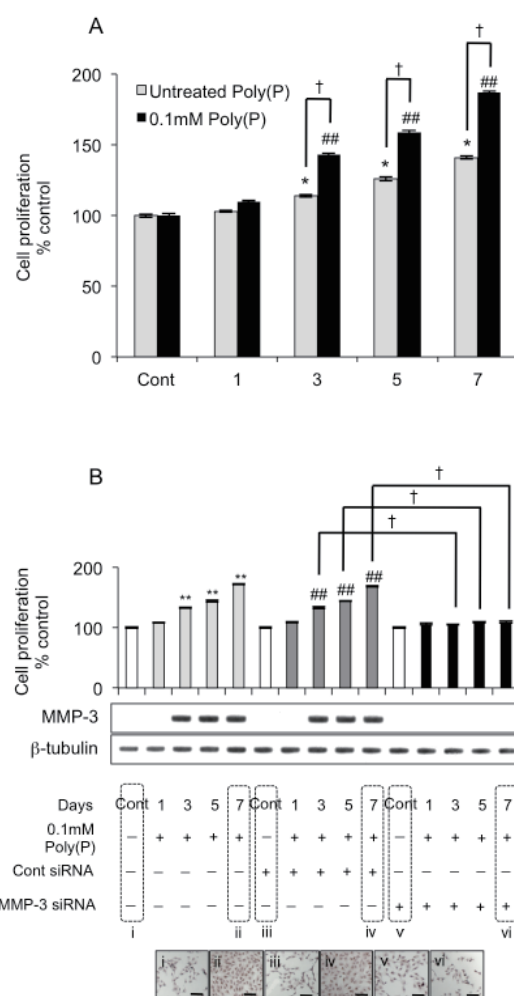 A
†
†
†
200
Untreated Poly(P)
0.1mM Poly(P)
##
##
##
150
*
*
*
Cell proliferation
% control
100
50
0
Cont 1 3 5 7
B
†
†
†
200
** ** **
## ## ##
Cell proliferation
% control
100
0
MMP-3
β-tubulin
Days Cont 1 3 5 7 Cont 1 3 5 7 Cont 1 3 5 7
0.1mM
Poly(P)
– + + + + – + + + + – + + + +
Cont siRNA – – – – – + + + + + – – – – –
MMP-3 siRNA – – – – – – – – – – + + + + +
i ii iii iv v vi
i ii iii iv v vi